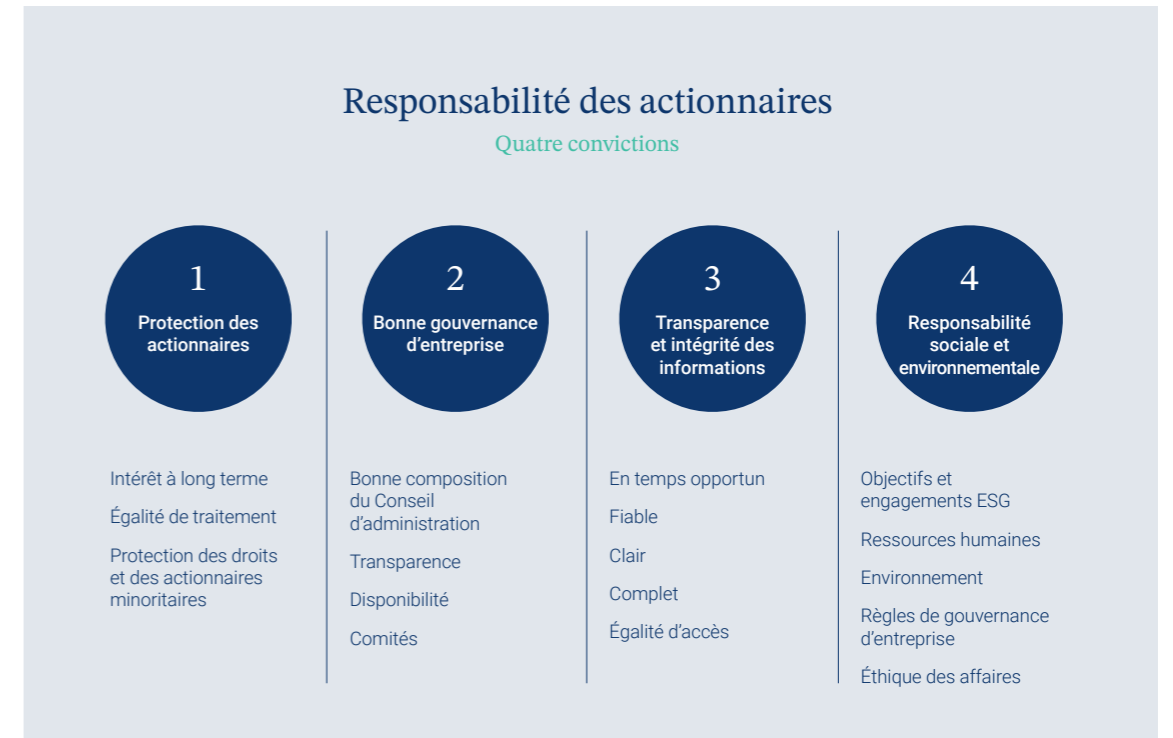 Responsabilité des actionnaires
Quatre convictions
1
Protection des
actionnaires
Intérêt à long terme
Égalité de traitement
Protection des droits
et des actionnaires
minoritaires
2
Bonne gouvernance
d'entreprise
Bonne composition
du Conseil
d'administration
Transparence
Disponibilité
Comités
3
Transparence
et intégrité des
informations
En temps opportun
Fiable
Clair
Complet
Égalité d'accès
4
Responsabilité
sociale et
environnementale
Objectifs et
engagements ESG
Ressources humaines
Environnement
Règles de gouvernance
d'entreprise
Éthique des affaires